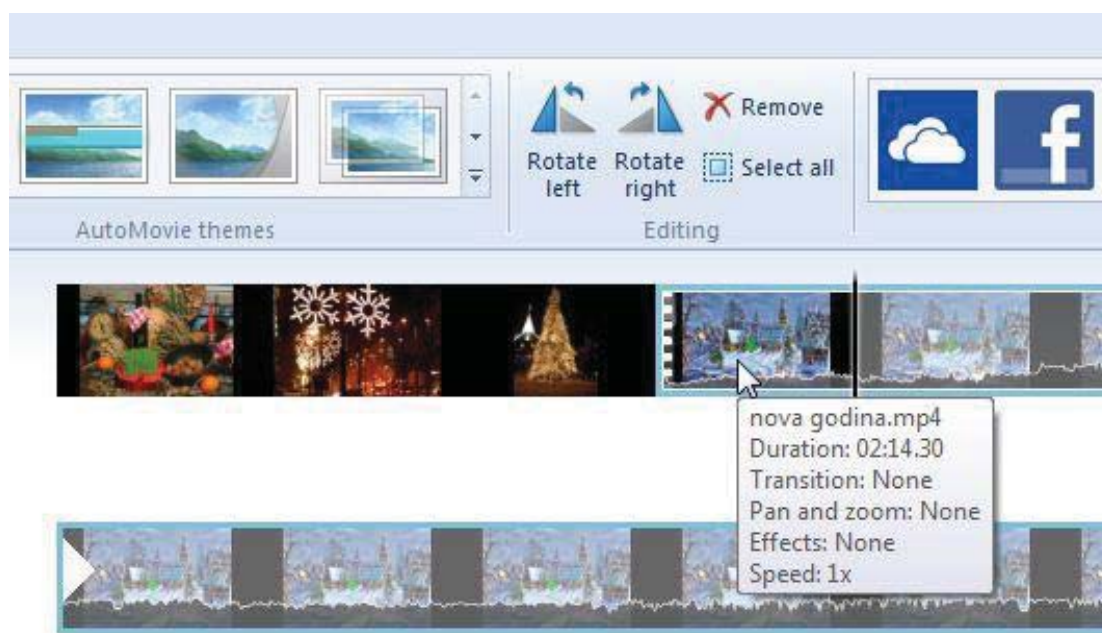 Rotate left
Rotate right
Remove
Select all
AutoMovie themes
Editing
f
nova godina.mp4
Duration: 02:14.30
Transition: None
Pan and zoom: None
Effects: None
Speed: 1x